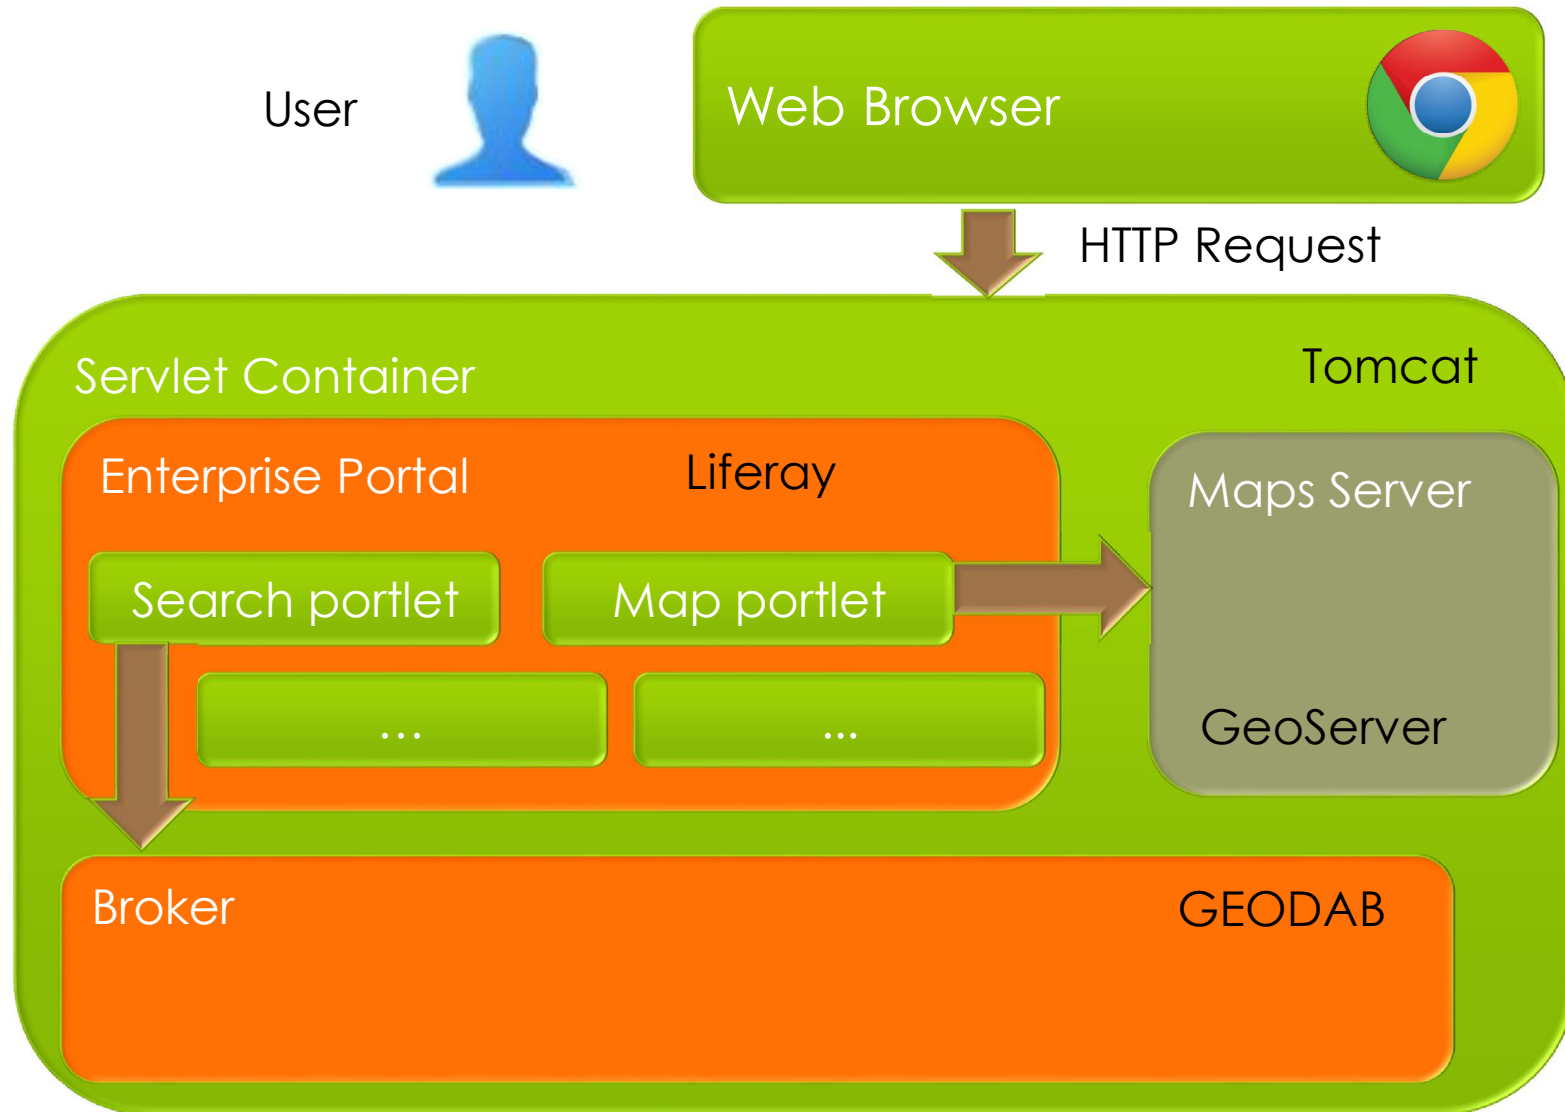 User
Web Browser
HTTP Request
Servlet Container
Tomcat
Enterprise Portal
Liferay
Maps Server
Search portlet
Map portlet
…
...
GeoServer
Broker
GEODAB